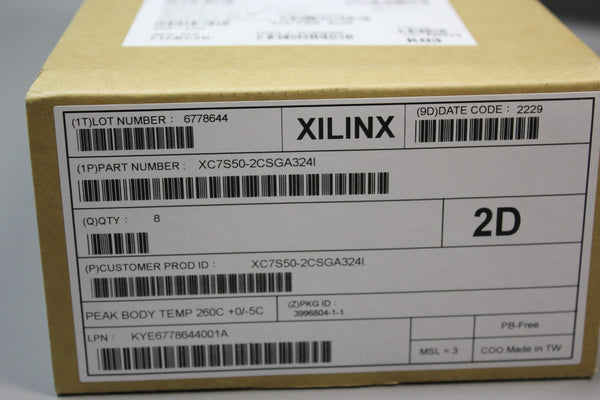 (1T)LOT NUMBER : 6778644
XILINX
(9D)DATE CODE : 2229
(1P)PART NUMBER : XC7S50-2CSGA324I
(Q)QTY : 8
2D
(P)CUSTOMER PROD ID : XC7S50-2CSGA324I
PEAK BODY TEMP 260C +0/-5C
(Z)PKG ID :
3996804-1-1
LPN : KYE6778644001A
PB-Free
MSL = 3
COO Made in TW